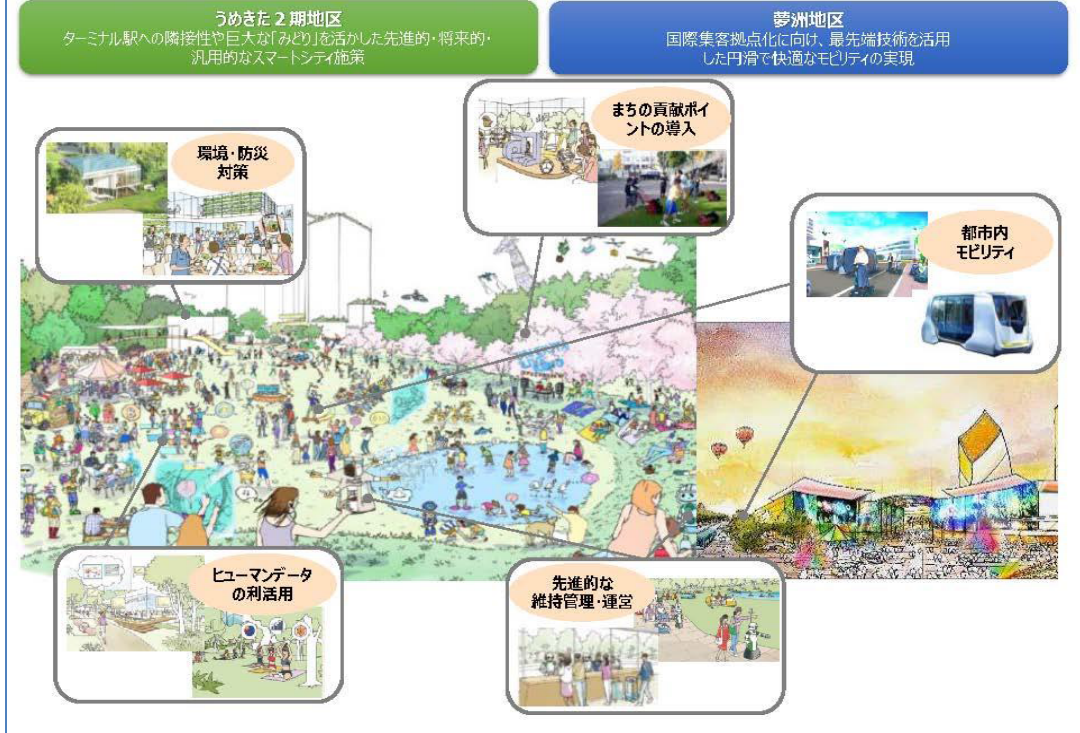 うめきた２期地区
ターミナル駅への隣接性や巨大な「みどり」を活かした先進的・将来的・
汎用的なスマートシティ施策
夢洲地区
国際集客拠点化に向け、最先端技術を活用
した円滑で快適なモビリティの実現
環境・防災
対策
まちの貢献ポイ
ントの導入
都市内
モビリティ
ヒューマンデータ
の利活用
先進的な
維持管理・運営